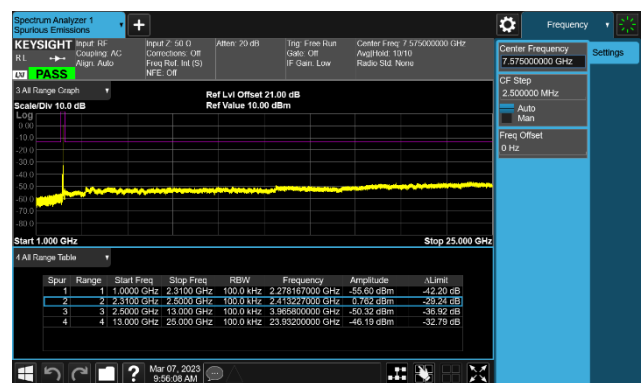 Spectrum Analyzer 1
Spurious Emissions
Frequency
KEYSIGHT
Input: RF
Coupling: AC
Align: Auto
Input Z: 50 Ω
Corrections: Off
Freq Ref: Int (S)
NFE: Off
Atten: 20 dB
Trig: Free Run
Gate: Off
IF Gain: Low
Center Freq: 7.575000000 GHz
Avg|Hold: 10/10
Radio Std: None
R L
LXI PASS
Center Frequency
7.575000000 GHz
Settings
CF Step
2.500000 MHz
Auto
Man
Freq Offset
0 Hz
3 All Range Graph
Scale/Div 10.0 dB
Ref Lvl Offset 21.00 dB
Ref Value 10.00 dBm
Log
0.00
-10.0
-20.0
-30.0
-40.0
-50.0
-60.0
-70.0
-80.0
Start 1.000 GHz
Stop 25.000 GHz
4 All Range Table
Spur Range Start Freq Stop Freq RBW Frequency Amplitude ΔLimit
1 1 1.0000 GHz 2.3100 GHz 100.0 kHz 2.278167000 GHz -55.60 dBm -42.20 dB
2 2 2.3100 GHz 2.5000 GHz 100.0 kHz 2.413227000 GHz 0.762 dBm -29.24 dB
3 3 2.5000 GHz 13.000 GHz 100.0 kHz 3.965800000 GHz -50.32 dBm -36.92 dB
4 4 13.000 GHz 25.000 GHz 100.0 kHz 23.93200000 GHz -46.19 dBm -32.79 dB
Mar 07, 2023
9:56:08 AM